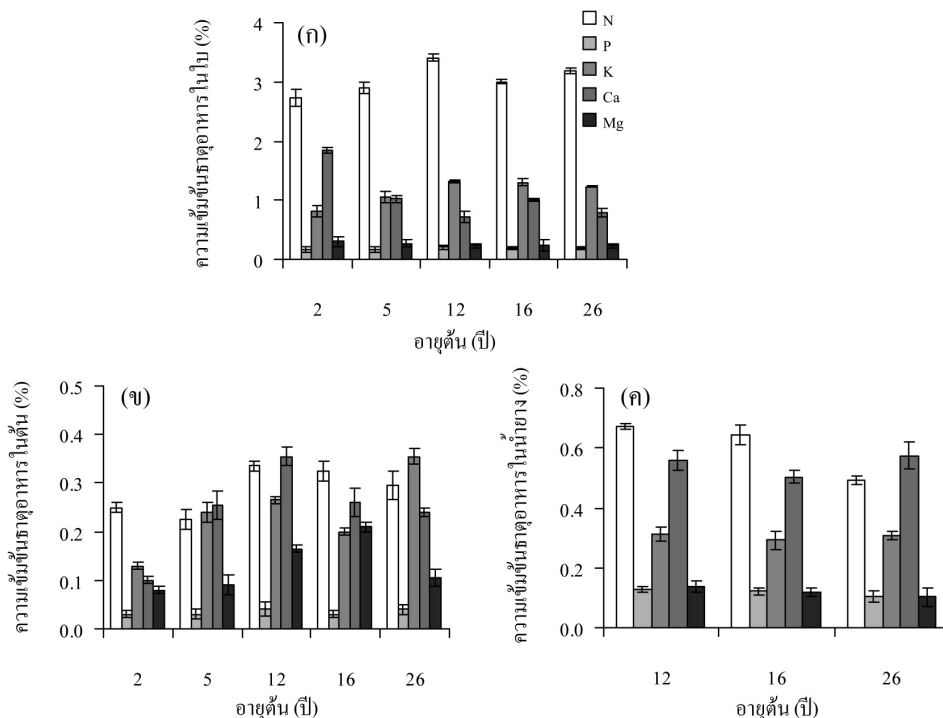 (ก)
ความเข้มข้นธาตุอาหารในใบ (%)
4
3
2
1
0
N
P
K
Ca
Mg
2 5 12 16 26
อายุต้น (ปี)
(ข)
ความเข้มข้นธาตุอาหารในต้น (%)
0.5
0.4
0.3
0.2
0.1
0.0
2 5 12 16 26
อายุต้น (ปี)
(ค)
ความเข้มข้นธาตุอาหารในน้ำยาง (%)
0.8
0.6
0.4
0.2
0.0
12 16 26
อายุต้น (ปี)